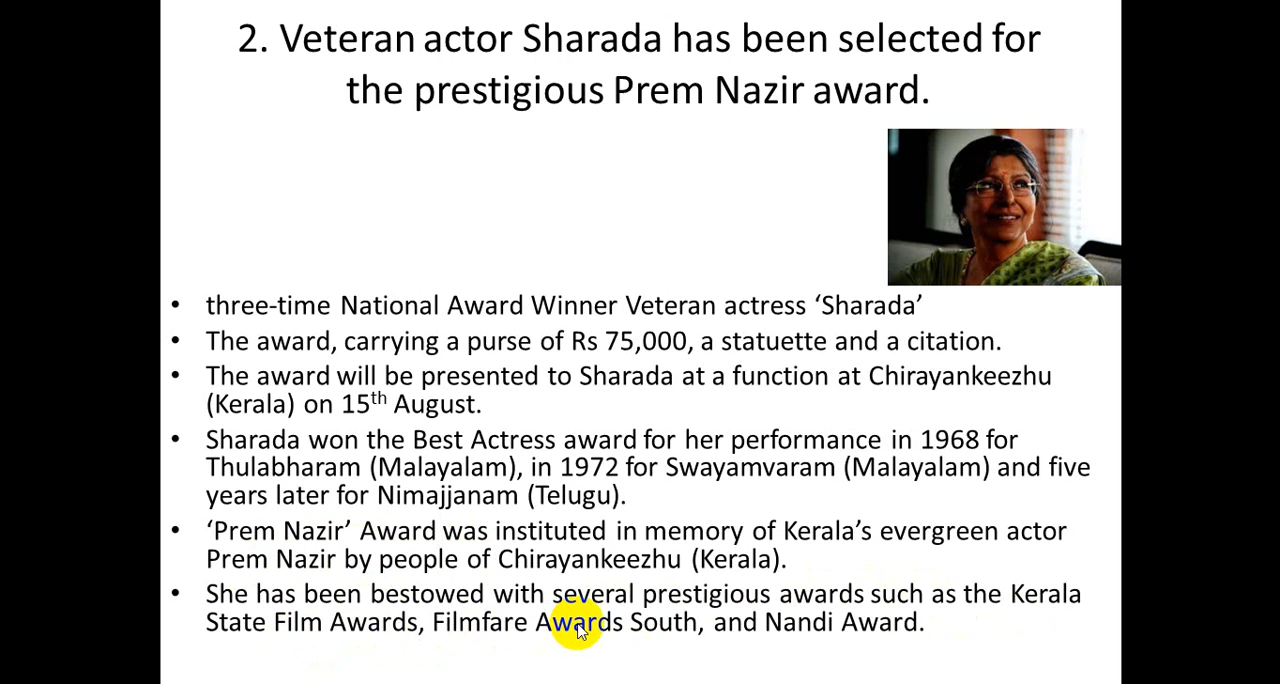 2. Veteran actor Sharada has been selected for
the prestigious Prem Nazir award.
• three-time National Award Winner Veteran actress ‘Sharada’
• The award, carrying a purse of Rs 75,000, a statuette and a citation.
• The award will be presented to Sharada at a function at Chirayankeezhu
(Kerala) on 15th August.
• Sharada won the Best Actress award for her performance in 1968 for
Thulabharam (Malayalam), in 1972 for Swayamvaram (Malayalam) and five
years later for Nimajjanam (Telugu).
• ‘Prem Nazir’ Award was instituted in memory of Kerala’s evergreen actor
Prem Nazir by people of Chirayankeezhu (Kerala).
• She has been bestowed with several prestigious awards such as the Kerala
State Film Awards, Filmfare Awards South, and Nandi Award.